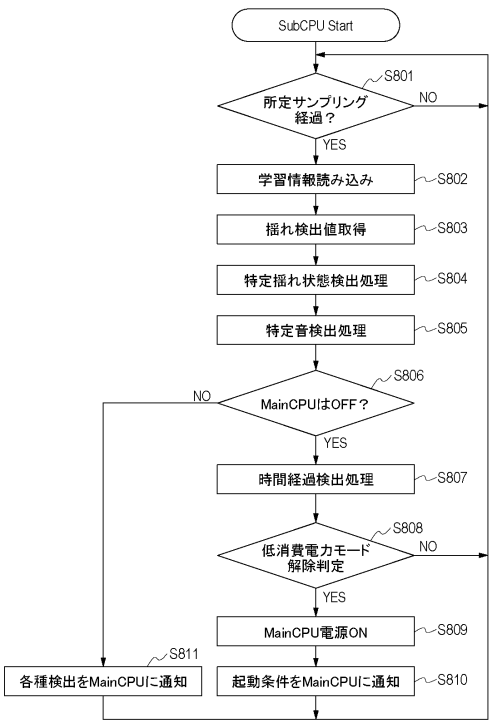 SubCPU Start
S801
所定サンプリング
経過？
NO
YES
学習情報読み込み
S802
揺れ検出値取得
S803
特定揺れ状態検出処理
S804
特定音検出処理
S805
S806
NO
MainCPUはOFF？
YES
時間経過検出処理
S807
S808
低消費電力モード
解除判定
NO
YES
MainCPU電源ON
S809
S811
各種検出をMainCPUに通知
起動条件をMainCPUに通知
S810